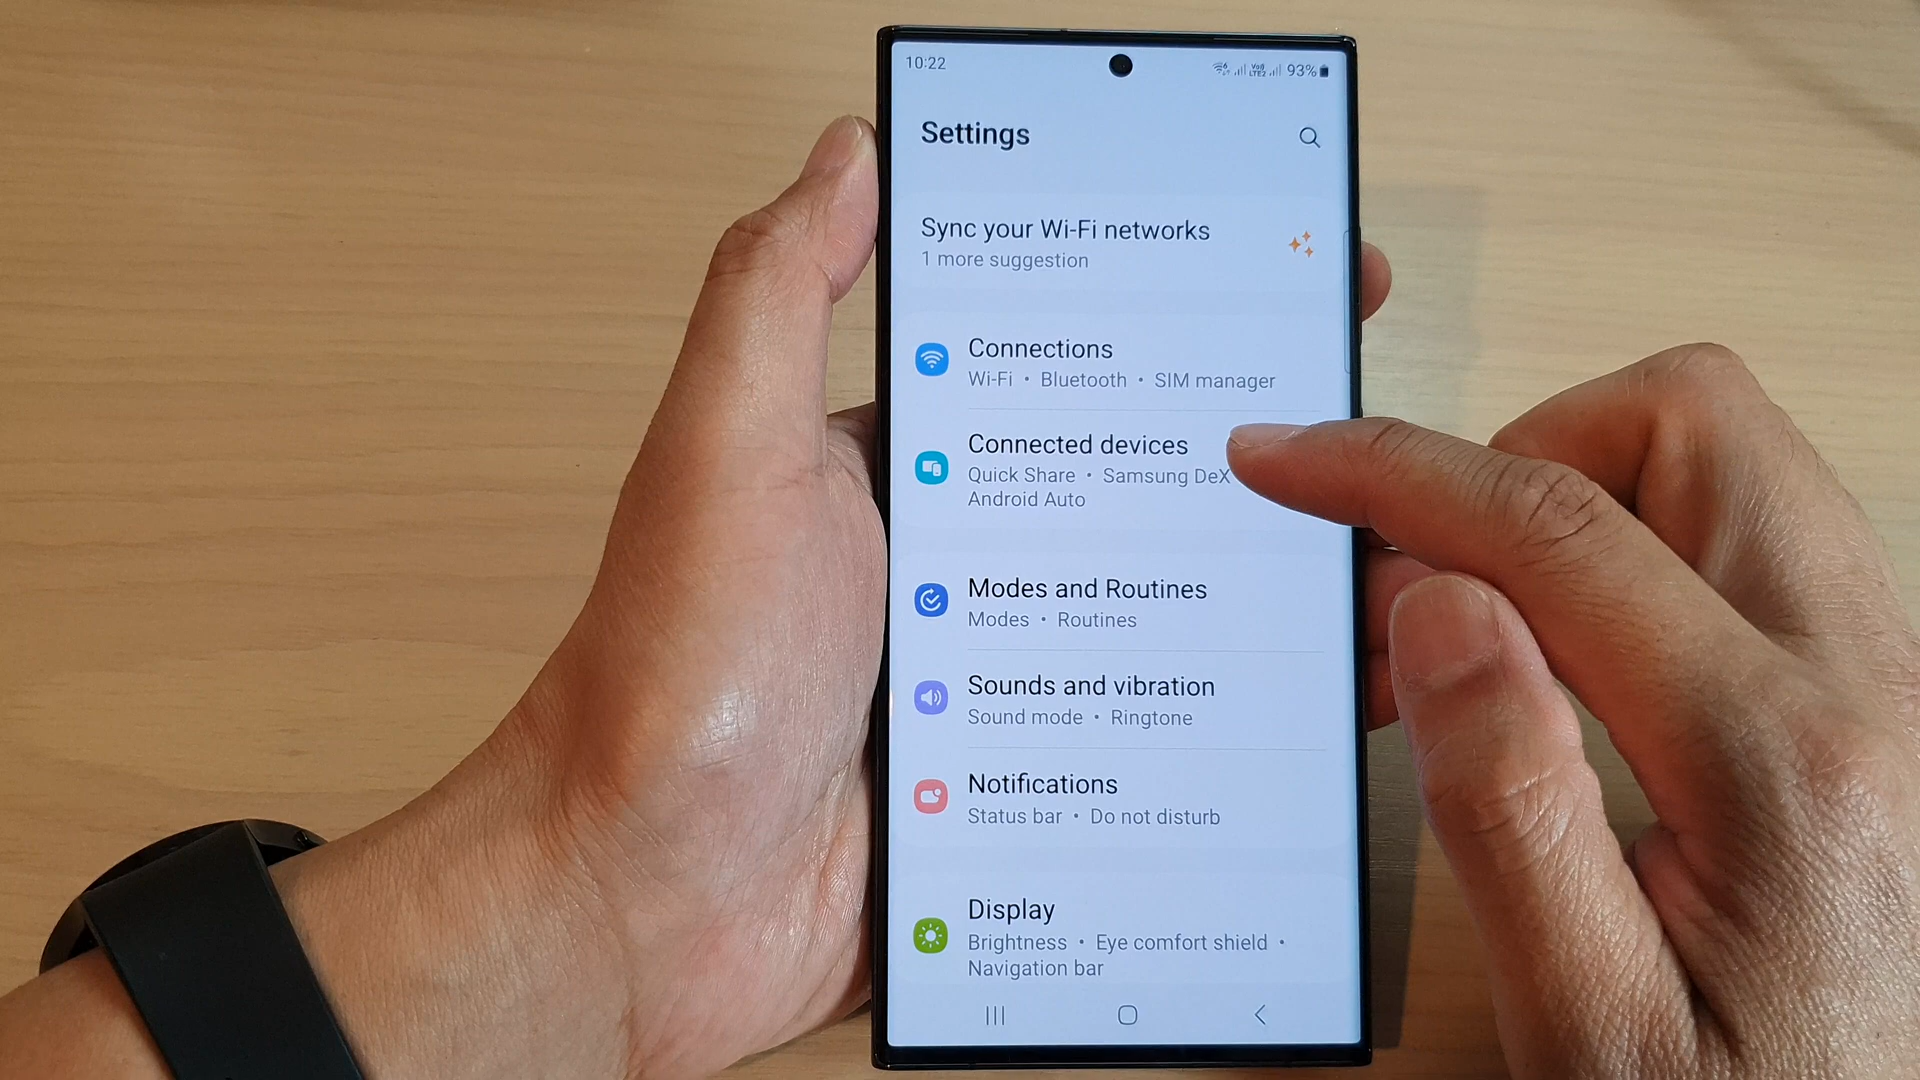 10:22
Vo)) LTE2 93%
Settings
Sync your Wi-Fi networks
1 more suggestion
Connections
Wi-Fi • Bluetooth • SIM manager
Connected devices
Quick Share • Samsung DeX
Android Auto
Modes and Routines
Modes • Routines
Sounds and vibration
Sound mode • Ringtone
Notifications
Status bar • Do not disturb
Display
Brightness • Eye comfort shield •
Navigation bar